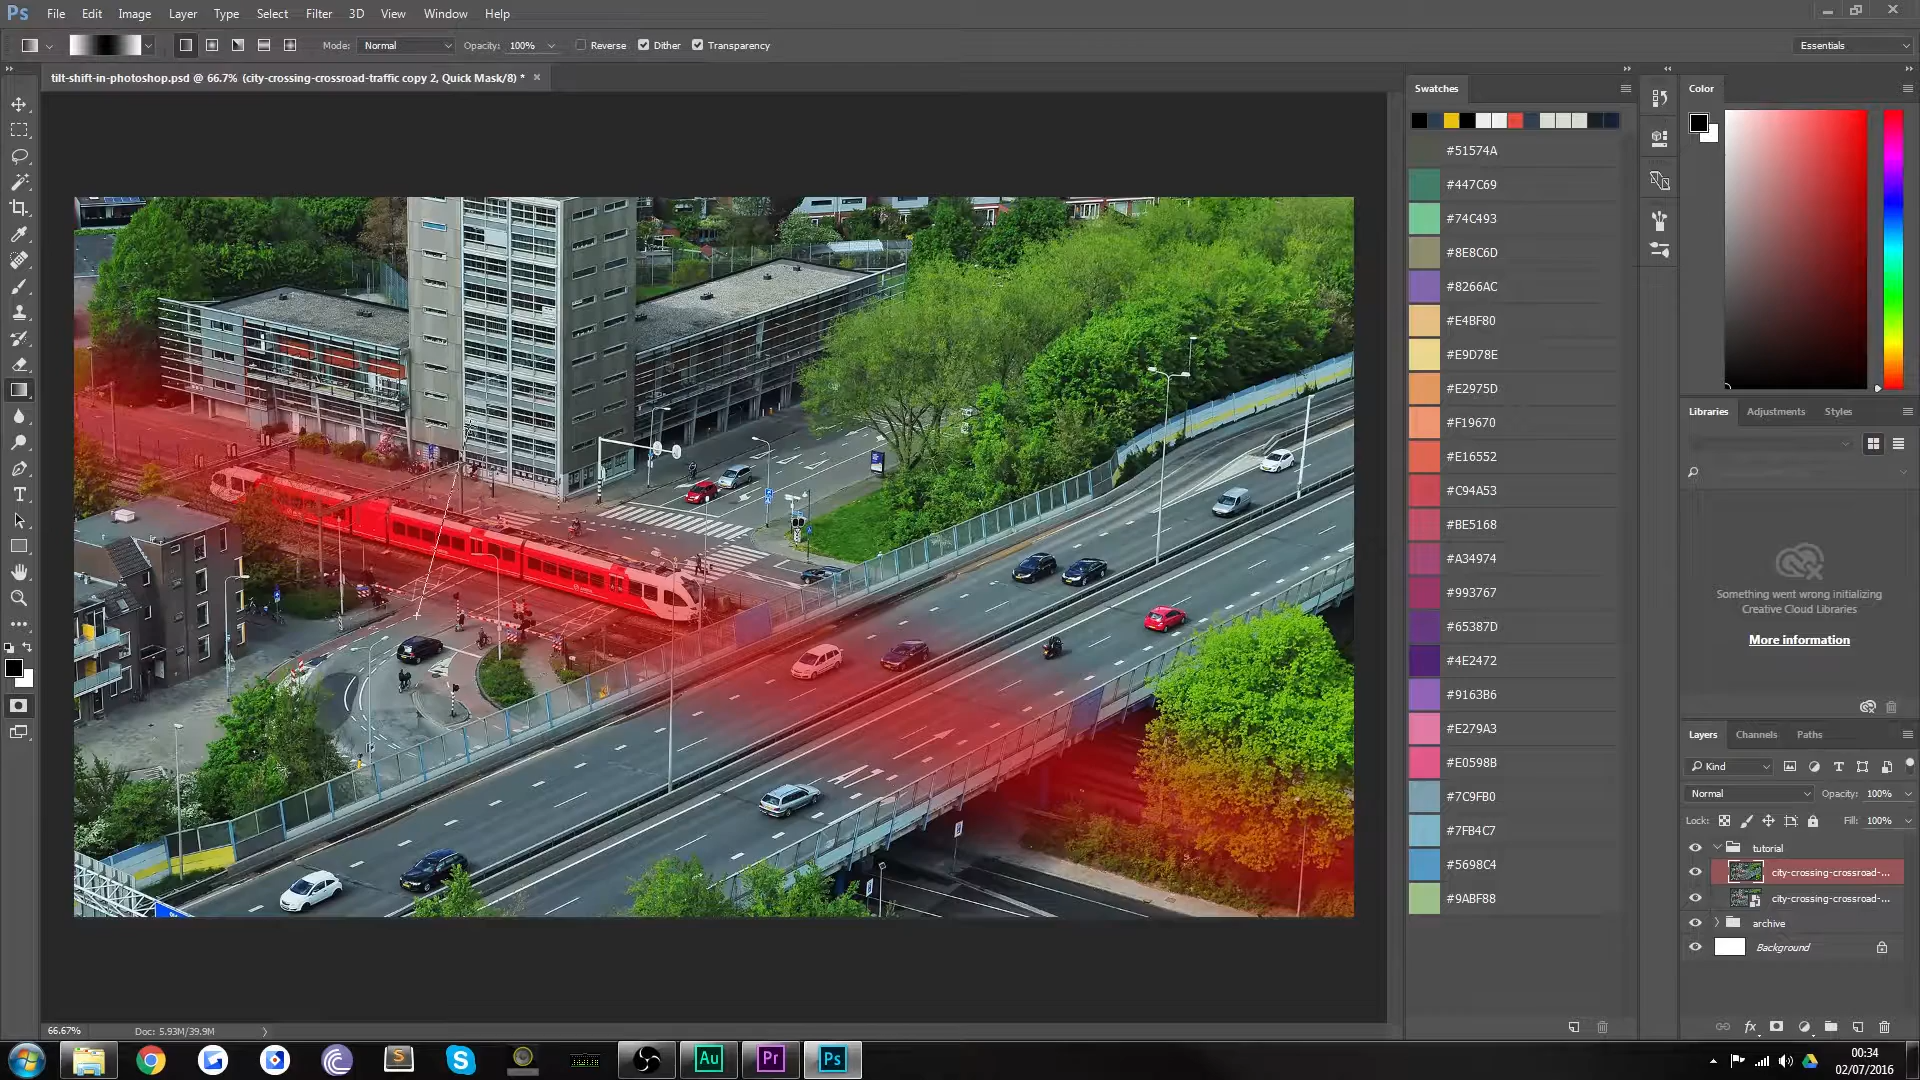 Ps File Edit Image Layer Type Select Filter 3D View Window Help
Mode: Normal Opacity: 100% Reverse Dither Transparency Essentials
tilt-shift-in-photoshop.psd @ 66.7% (city-crossing-crossroad-traffic copy 2, Quick Mask/8) *
Swatches
Color
#51574A
#447C69
#74C493
#8E8C6D
#8266AC
#E4BF80
#E9D78E
#E2975D
#F19670
#E16552
#C94A53
#BE5168
#A34974
#993767
#65387D
#4E2472
#9163B6
#E279A3
#E0598B
#7C9FB0
#7FB4C7
#5698C4
#9ABF88
Libraries Adjustments Styles
Something went wrong initializing
Creative Cloud Libraries
More information
Layers Channels Paths
Kind
Normal Opacity: 100%
Lock: Fill: 100%
tutorial
city-crossing-crossroad-...
city-crossing-crossroad-...
archive
Background
66.67% Doc: 5.93M/39.9M
S S Au Pr Ps
00:34
02/07/2016